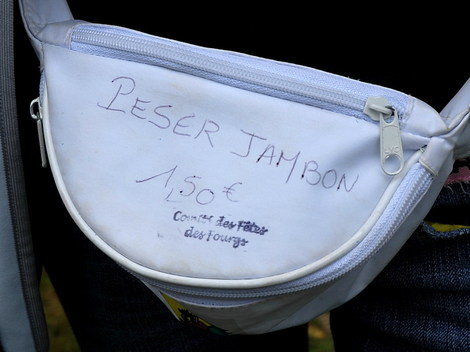 PESER JAMBON
1,50 €
Comité des Fêtes
des Fourgs